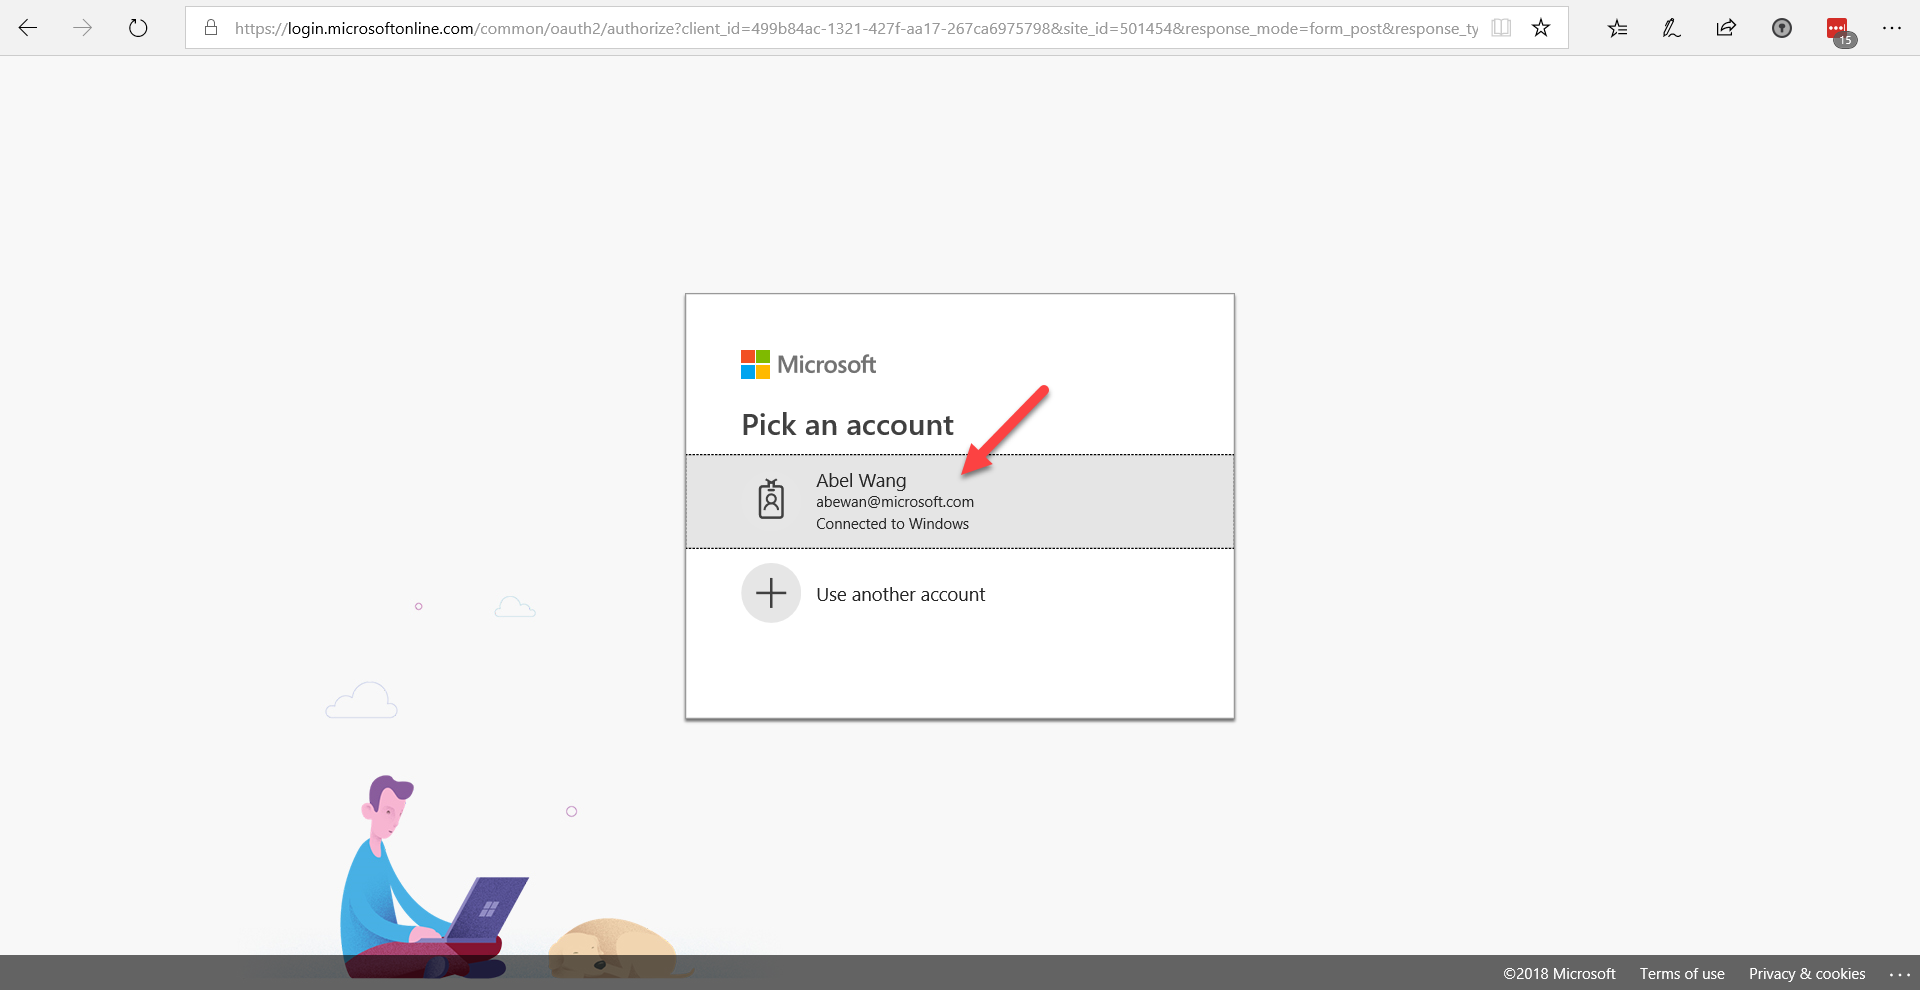 https://login.microsoftonline.com/common/oauth2/authorize?client_id=499b84ac-1321-427f-aa17-267ca6975798&site_id=501454&response_mode=form_post&response_ty
15
Microsoft
Pick an account
Abel Wang
abewan@microsoft.com
Connected to Windows
Use another account
©2018 Microsoft Terms of use Privacy & cookies